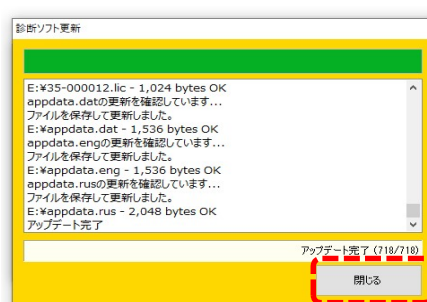 診断ソフト更新
E:¥35-000012.lic - 1,024 bytes OK
appdata.datの更新を確認しています...
ファイルを保存して更新しました。
E:¥appdata.dat - 1,536 bytes OK
appdata.engの更新を確認しています...
ファイルを保存して更新しました。
E:¥appdata.eng - 1,536 bytes OK
appdata.rusの更新を確認しています...
ファイルを保存して更新しました。
E:¥appdata.rus - 2,048 bytes OK
アップデート完了
アップデート完了 (718/718)
閉じる